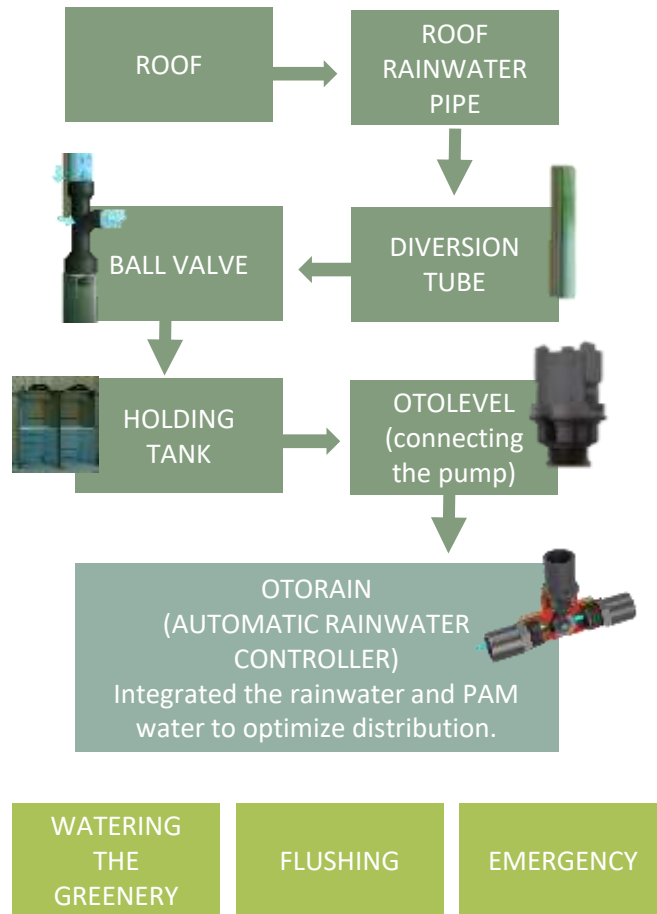 ROOF
ROOF
RAINWATER
PIPE
BALL VALVE
DIVERSION
TUBE
HOLDING
TANK
OTOLEVEL
(connecting
the pump)
OTORAIN
(AUTOMATIC RAINWATER
CONTROLLER)
Integrated the rainwater and PAM
water to optimize distribution.
WATERING
THE
GREENERY
FLUSHING
EMERGENCY